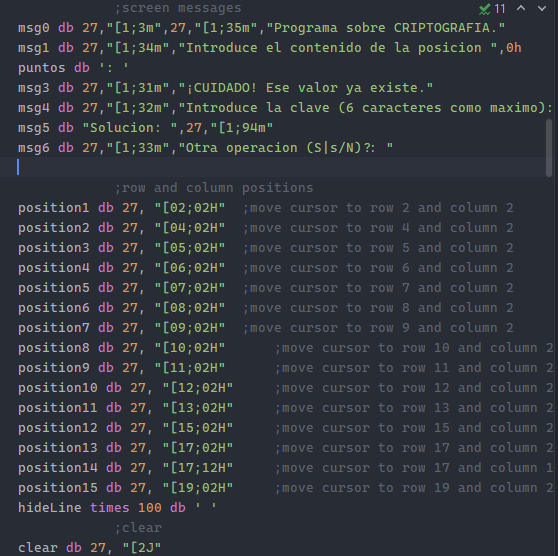 ;screen messages
11
msg0 db 27,"[1;3m",27,"[1;35m","Programa sobre CRIPTOGRAFIA."
msg1 db 27,"[1;34m","Introduce el contenido de la posicion ",0h
puntos db ': '
msg3 db 27,"[1;31m","¡CUIDADO! Ese valor ya existe."
msg4 db 27,"[1;32m","Introduce la clave (6 caracteres como maximo):
msg5 db "Solucion: ",27,"[1;94m"
msg6 db 27,"[1;33m","Otra operacion (S|s/N)?: "
;row and column positions
position1 db 27, "[02;02H" ;move cursor to row 2 and column 2
position2 db 27, "[04;02H" ;move cursor to row 4 and column 2
position3 db 27, "[05;02H" ;move cursor to row 5 and column 2
position4 db 27, "[06;02H" ;move cursor to row 6 and column 2
position5 db 27, "[07;02H" ;move cursor to row 7 and column 2
position6 db 27, "[08;02H" ;move cursor to row 8 and column 2
position7 db 27, "[09;02H" ;move cursor to row 9 and column 2
position8 db 27, "[10;02H" ;move cursor to row 10 and column 2
position9 db 27, "[11;02H" ;move cursor to row 11 and column 2
position10 db 27, "[12;02H" ;move cursor to row 12 and column 2
position11 db 27, "[13;02H" ;move cursor to row 13 and column 2
position12 db 27, "[15;02H" ;move cursor to row 15 and column 2
position13 db 27, "[17;02H" ;move cursor to row 17 and column 2
position14 db 27, "[17;12H" ;move cursor to row 17 and column 1
position15 db 27, "[19;02H" ;move cursor to row 19 and column 2
hideLine times 100 db ' '
;clear
clear db 27, "[2J"